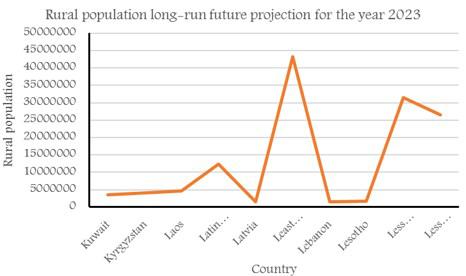 Rural population long-run future projection for the year 2023
50000000
45000000
40000000
35000000
30000000
25000000
20000000
15000000
10000000
5000000
0
Rural population
Kuwait
Kyrgyzstan
Laos
Latin...
Latvia
Least...
Lebanon
Lesotho
Less...
Less...
Country